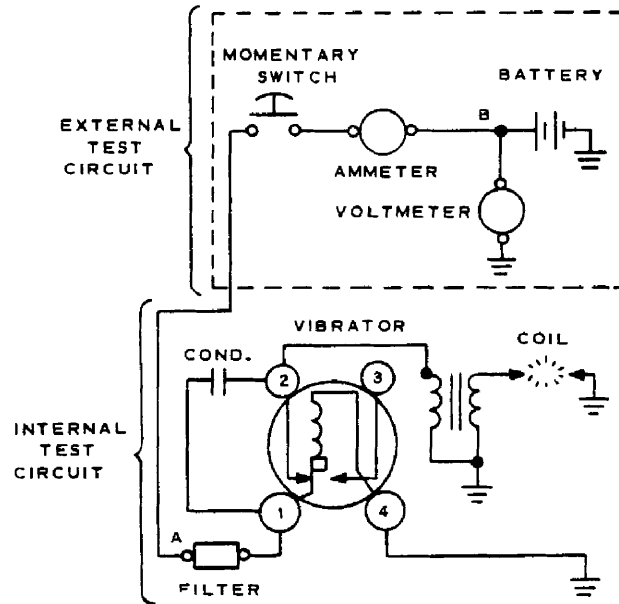 MOMENTARY
SWITCH
BATTERY
EXTERNAL
TEST
CIRCUIT
B
AMMETER
VOLTMETER
VIBRATOR
COIL
COND.
2
3
INTERNAL
TEST
CIRCUIT
1
4
A
FILTER